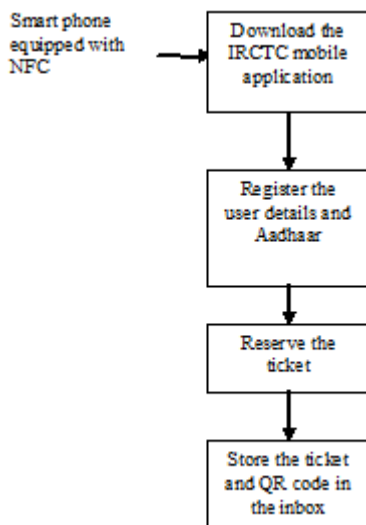 Smart phone
equipped with
NFC
Download the
IRCTC mobile
application
Register the
user details and
Aadhaar
Reserve the
ticket
Store the ticket
and QR code in
the inbox